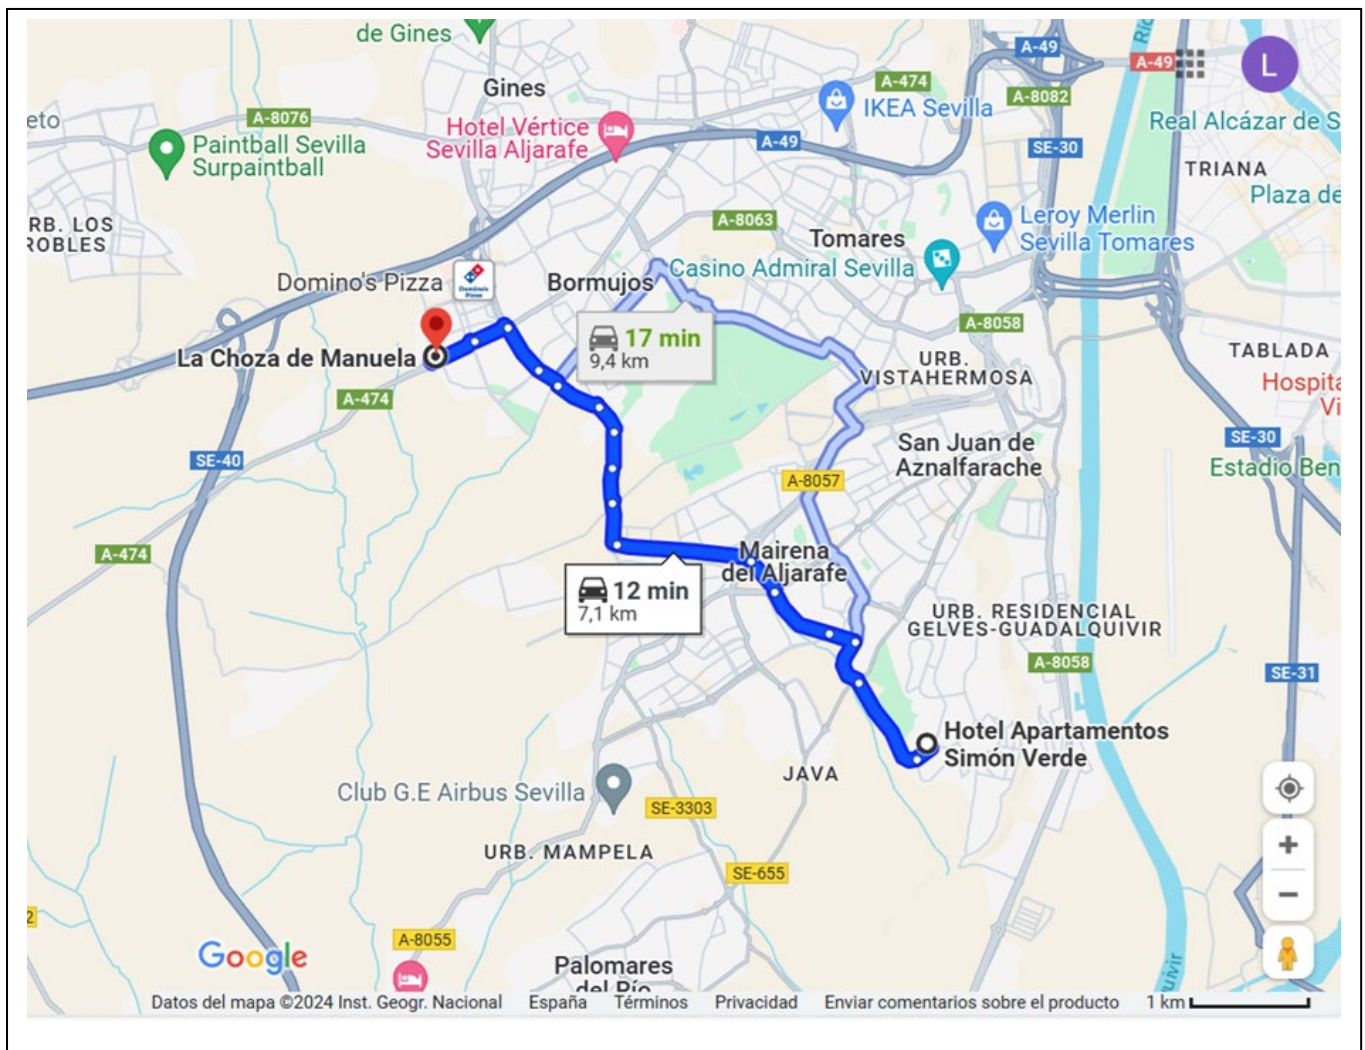 de Gines
A-49
A-49
L
Gines
A-474
A-8082
IKEA Sevilla
eto
A-8076
Hotel Vértice
Sevilla Aljarafe
Real Alcázar de S
Paintball Sevilla
Surpaintball
A-49
SE-30
TRIANA
Plaza de
RB. LOS
ROBLES
A-8063
Leroy Merlin
Sevilla Tomares
Tomares
Casino Admiral Sevilla
Domino's Pizza
Bormujos
17 min
9,4 km
A-8058
La Choza de Manuela
URB.
VISTAHERMOSA
TABLADA
Hospita
Vi
A-474
San Juan de
Aznalfarache
SE-30
SE-40
Estadio Ben
A-8057
A-474
Mairena
del Aljarafe
12 min
7,1 km
URB. RESIDENCIAL
GELVES-GUADALQUIVIR
A-8058
SE-31
Hotel Apartamentos
Simón Verde
JAVA
Club G.E Airbus Sevilla
SE-3303
URB. MAMPELA
SE-655
2
A-8055
Google
Palomares
del Río
uivir
Datos del mapa ©2024 Inst. Geogr. Nacional España Términos Privacidad Enviar comentarios sobre el producto 1 km